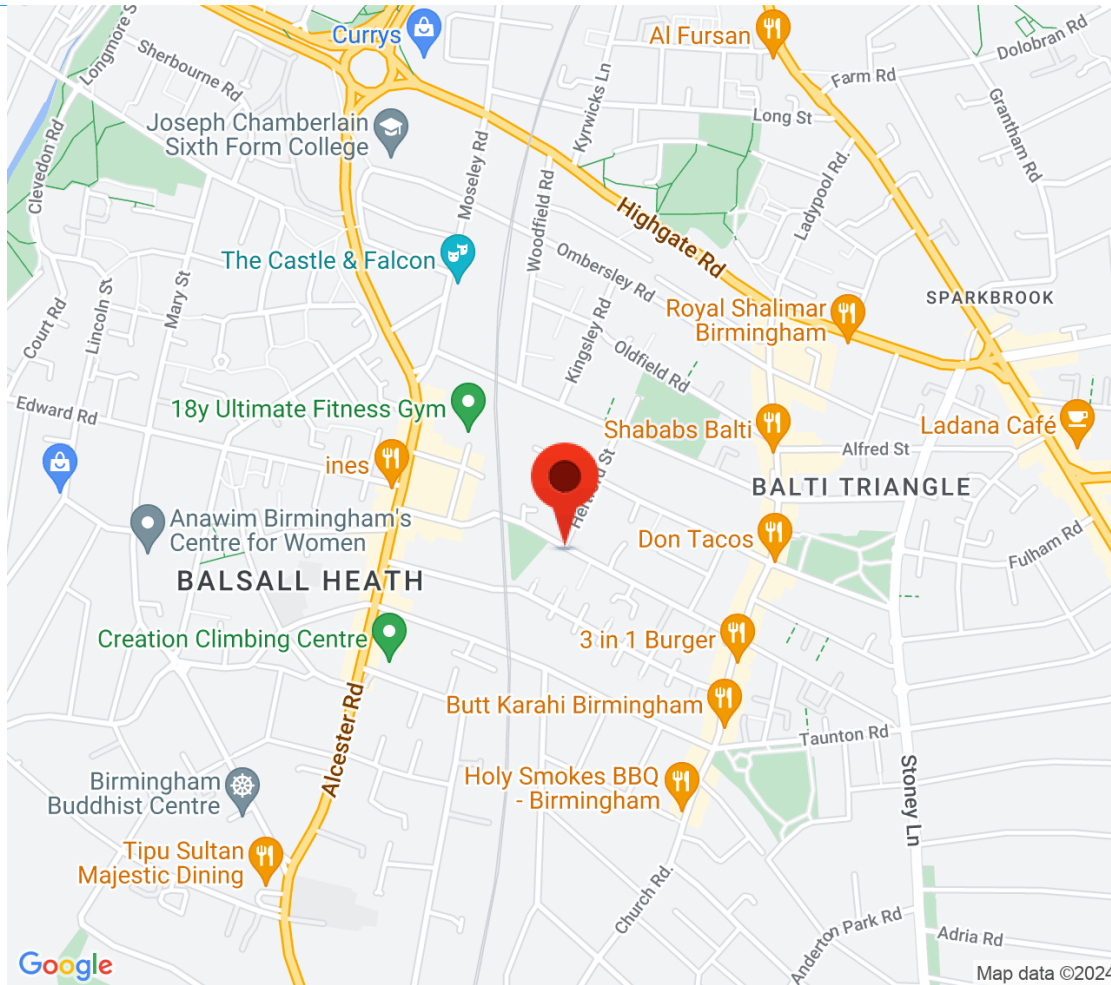 Currys
Al Fursan
Dolobran Rd
Longmore S
Sherbourne Rd
Farm Rd
Kyrwicks Ln
Long St
Grantham Rd
Joseph Chamberlain
Sixth Form College
Clevedon Rd
Moseley Rd
Woodfield Rd
Highgate Rd
Ladypool Rd.
The Castle & Falcon
Ombersley Rd
Mary St
Lincoln St
Court Rd
Royal Shalimar
Birmingham
SPARKBROOK
Kingsley Rd
Oldfield Rd
Edward Rd
18y Ultimate Fitness Gym
Shababs Balti
Ladana Café
Alfred St
ines
Hertford St
BALTI TRIANGLE
Anawim Birmingham's
Centre for Women
Don Tacos
Fulham Rd
BALSALL HEATH
Creation Climbing Centre
3 in 1 Burger
Butt Karahi Birmingham
Alcester Rd
Taunton Rd
Birmingham
Buddhist Centre
Holy Smokes BBQ
- Birmingham
Stoney Ln
Tipu Sultan
Majestic Dining
Church Rd.
Anderton Park Rd
Adria Rd
Google
Map data ©2024